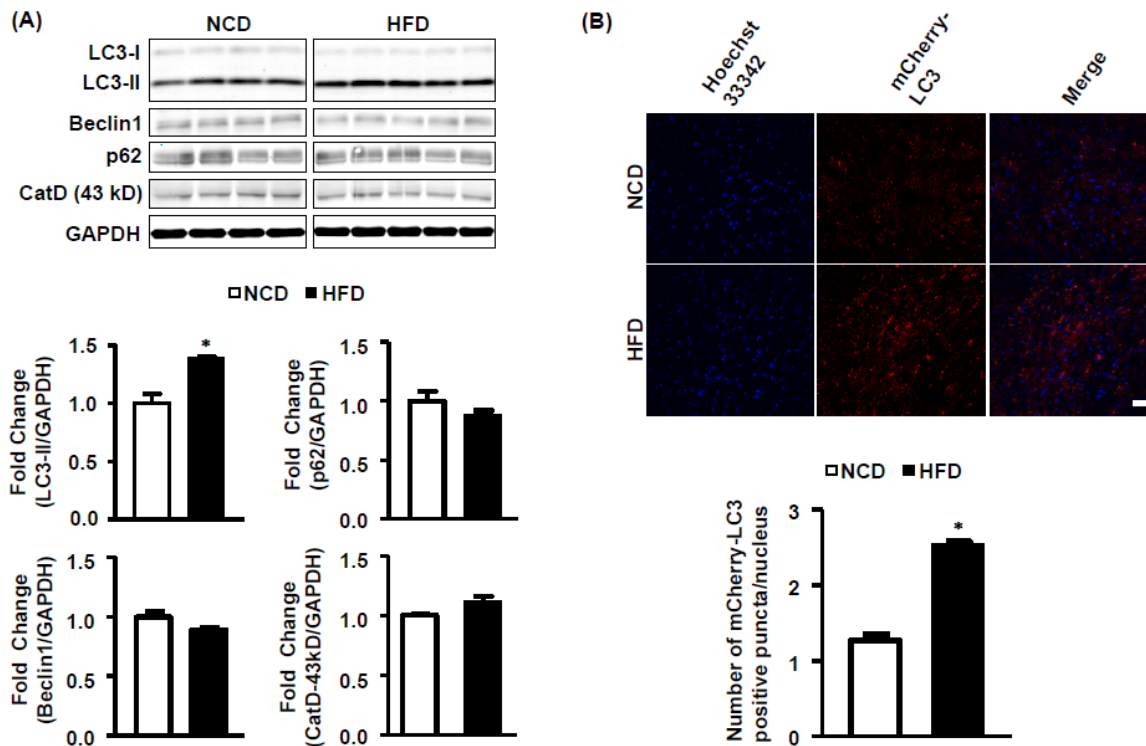 (A)
NCD HFD
LC3-I
LC3-II
Beclin1
p62
CatD (43 kD)
GAPDH
NCD HFD
Fold Change
(LC3-II/GAPDH)
1.5
1.0
0.5
0.0
*
Fold Change
(p62/GAPDH)
1.5
1.0
0.5
0.0
Fold Change
(Beclin1/GAPDH)
1.5
1.0
0.5
0.0
Fold Change
(CatD-43kD/GAPDH)
1.5
1.0
0.5
0.0
(B)
Hoechst
33342
mCherry-
LC3
Merge
NCD
HFD
NCD HFD
Number of mCherry-LC3
positive puncta/nucleus
3
2
1
0
*